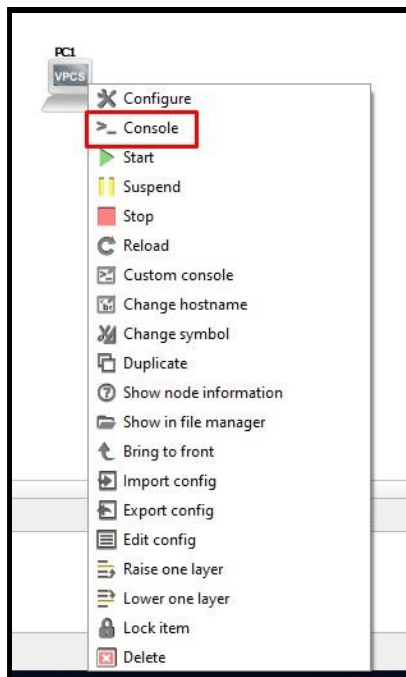 PC1
VPCS
Configure
>_ Console
Start
Suspend
Stop
Reload
Custom console
Change hostname
Change symbol
Duplicate
Show node information
Show in file manager
Bring to front
Import config
Export config
Edit config
Raise one layer
Lower one layer
Lock item
Delete